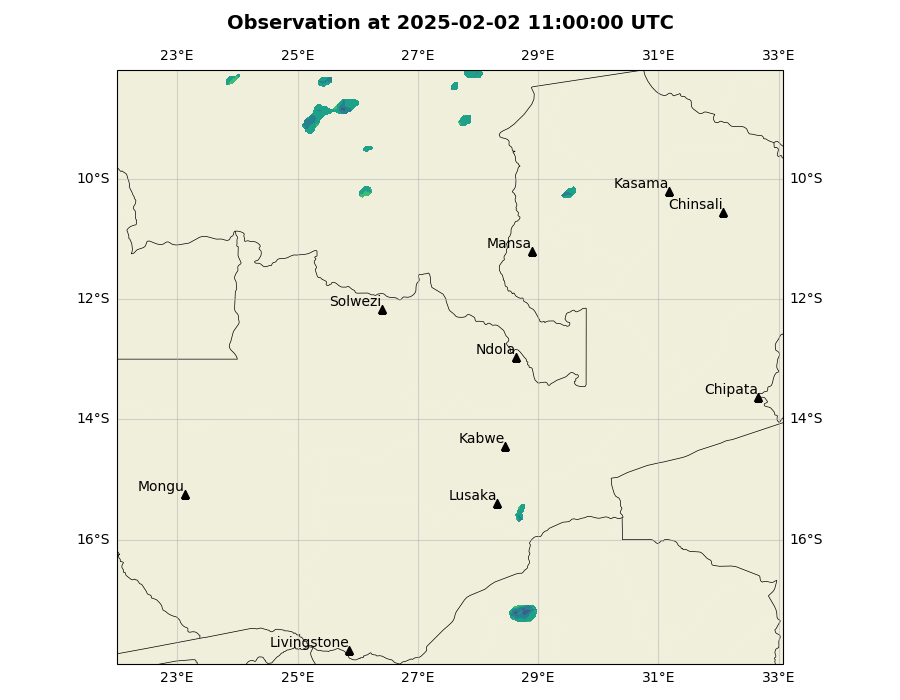 Observation at 2025-02-02 11:00:00 UTC
23°E 25°E 27°E 29°E 31°E 33°E
10°S 10°S
Kasama
Chinsali
Mansa
12°S 12°S
Solwezi
Ndola
Chipata
14°S 14°S
Kabwe
Mongu
Lusaka
16°S 16°S
Livingstone
23°E 25°E 27°E 29°E 31°E 33°E